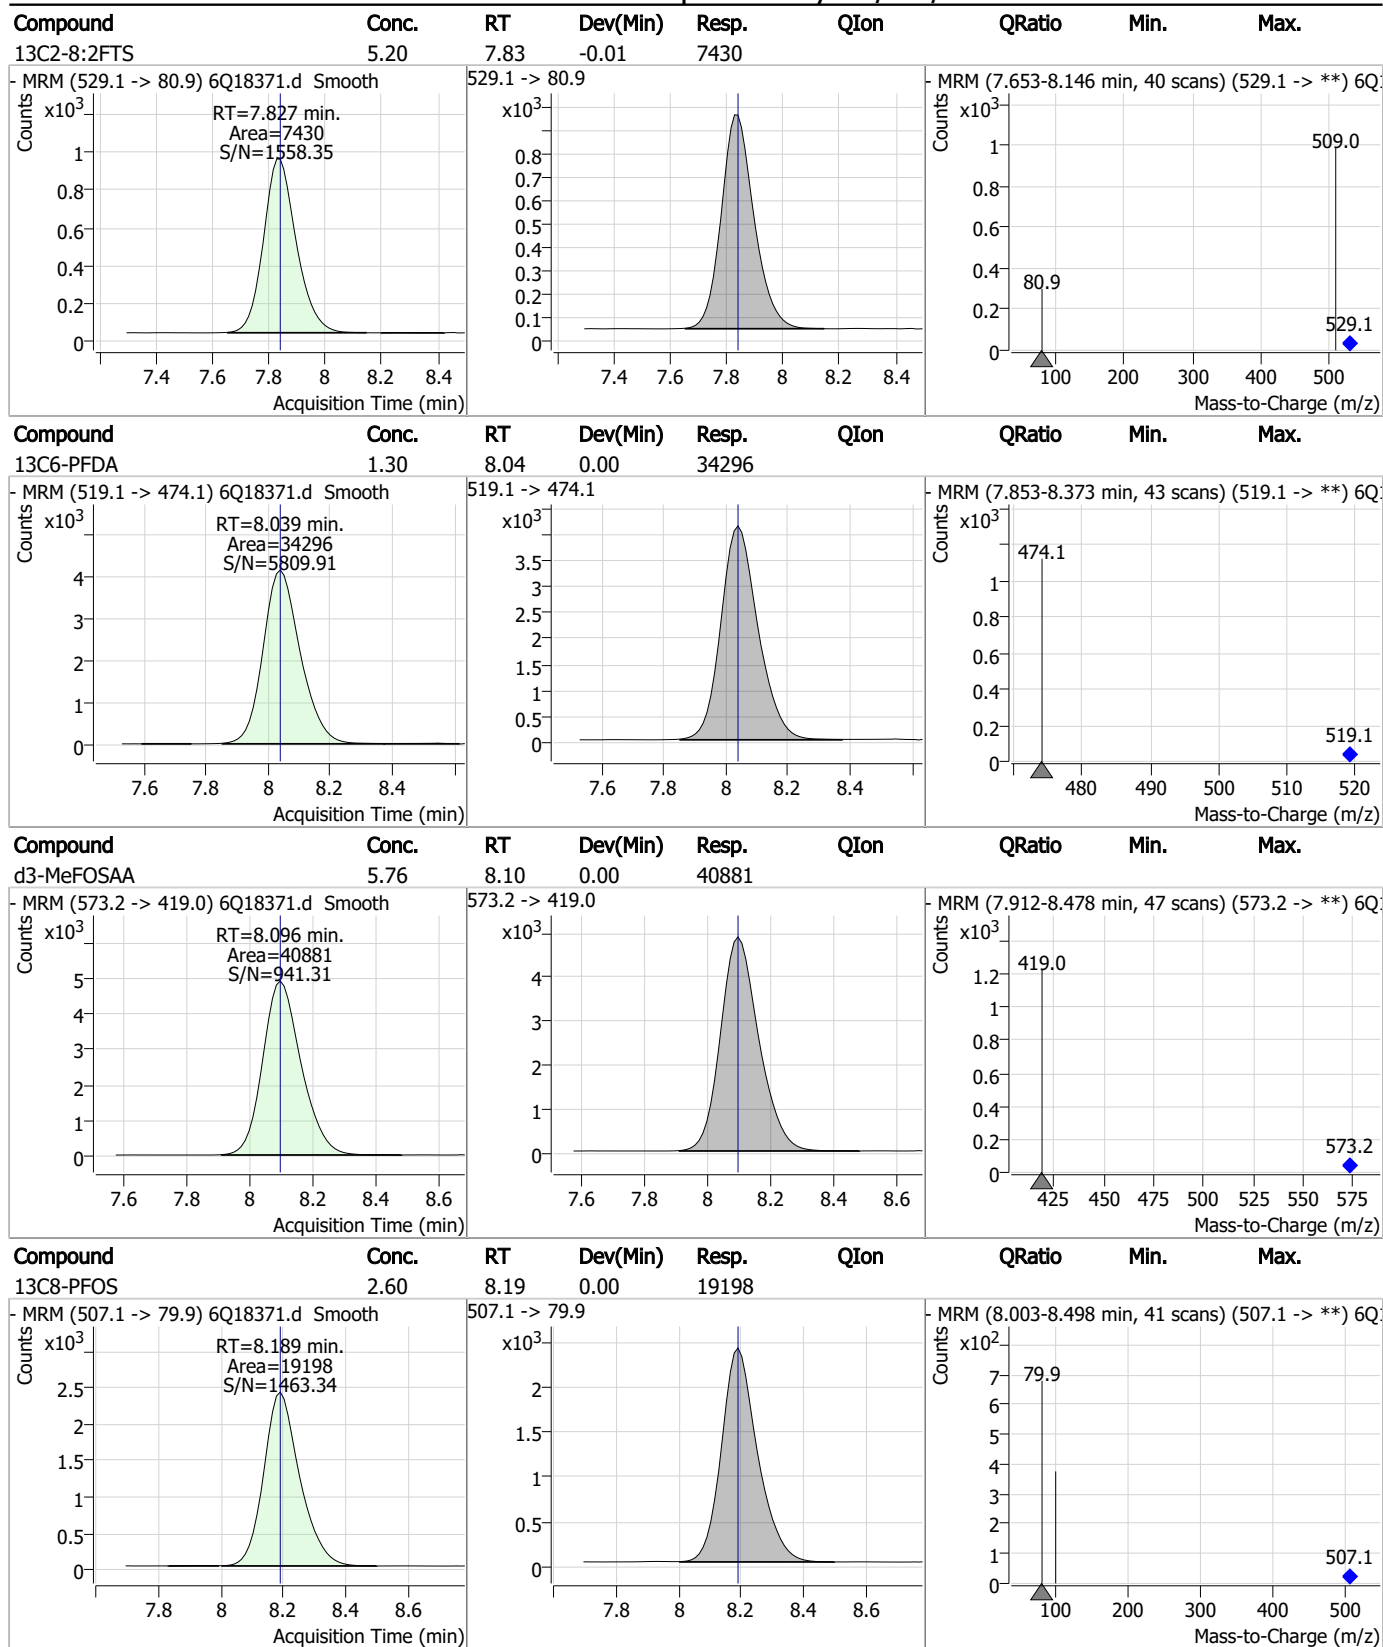 Compound Conc. RT Dev(Min) Resp. QIon QRatio Min. Max.
13C2-8:2FTS 5.20 7.83 -0.01 7430
- MRM (529.1 -> 80.9) 6Q18371.d Smooth
Counts
x10³
RT=7.827 min.
Area=7430
S/N=1558.35
1
0.8
0.6
0.4
0.2
0
7.4 7.6 7.8 8 8.2 8.4
Acquisition Time (min)
529.1 -> 80.9
x10³
0.8
0.7
0.6
0.5
0.4
0.3
0.2
0.1
0
7.4 7.6 7.8 8 8.2 8.4
- MRM (7.653-8.146 min, 40 scans) (529.1 -> **) 6Q
Counts
x10³
1
0.8
0.6
0.4
0.2
0
509.0
80.9
529.1
100 200 300 400 500
Mass-to-Charge (m/z)
Compound Conc. RT Dev(Min) Resp. QIon QRatio Min. Max.
13C6-PFDA 1.30 8.04 0.00 34296
- MRM (519.1 -> 474.1) 6Q18371.d Smooth
Counts
x10³
RT=8.039 min.
Area=34296
S/N=5809.91
4
3
2
1
0
7.6 7.8 8 8.2 8.4
Acquisition Time (min)
519.1 -> 474.1
x10³
3.5
3
2.5
2
1.5
1
0.5
0
7.6 7.8 8 8.2 8.4
- MRM (7.853-8.373 min, 43 scans) (519.1 -> **) 6Q
Counts
x10³
474.1
1
0.8
0.6
0.4
0.2
0
519.1
480 490 500 510 520
Mass-to-Charge (m/z)
Compound Conc. RT Dev(Min) Resp. QIon QRatio Min. Max.
d3-MeFOSAA 5.76 8.10 0.00 40881
- MRM (573.2 -> 419.0) 6Q18371.d Smooth
Counts
x10³
RT=8.096 min.
Area=40881
S/N=941.31
5
4
3
2
1
0
7.6 7.8 8 8.2 8.4 8.6
Acquisition Time (min)
573.2 -> 419.0
x10³
4
3
2
1
0
7.6 7.8 8 8.2 8.4 8.6
- MRM (7.912-8.478 min, 47 scans) (573.2 -> **) 6Q
Counts
x10³
419.0
1.2
1
0.8
0.6
0.4
0.2
0
573.2
425 450 475 500 525 550 575
Mass-to-Charge (m/z)
Compound Conc. RT Dev(Min) Resp. QIon QRatio Min. Max.
13C8-PFOS 2.60 8.19 0.00 19198
- MRM (507.1 -> 79.9) 6Q18371.d Smooth
Counts
x10³
RT=8.189 min.
Area=19198
S/N=1463.34
2.5
2
1.5
1
0.5
0
7.8 8 8.2 8.4 8.6
Acquisition Time (min)
507.1 -> 79.9
x10³
2
1.5
1
0.5
0
7.8 8 8.2 8.4 8.6
- MRM (8.003-8.498 min, 41 scans) (507.1 -> **) 6Q
Counts
x10²
79.9
7
6
5
4
3
2
1
0
507.1
100 200 300 400 500
Mass-to-Charge (m/z)